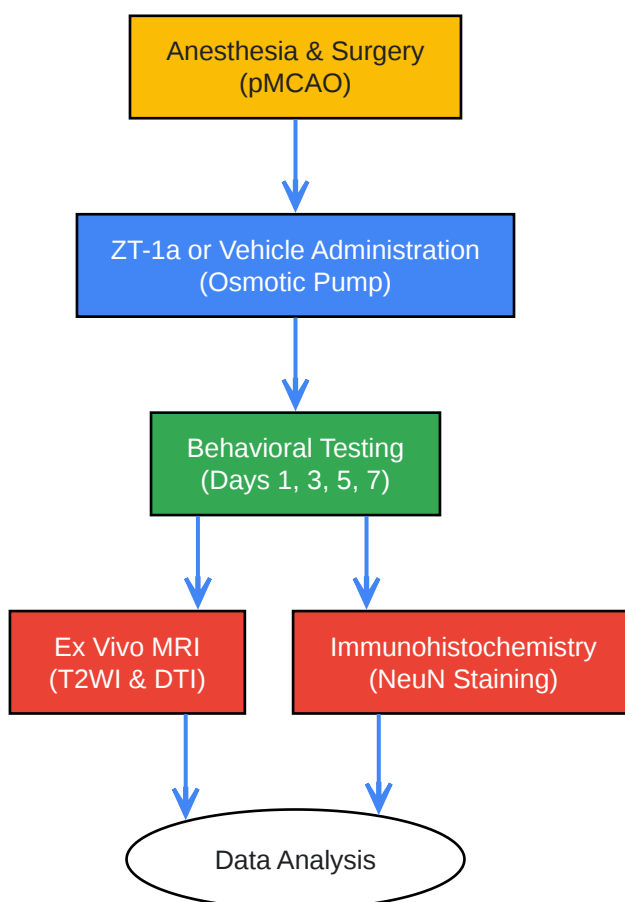 Anesthesia & Surgery
(pMCAO)
ZT-1a or Vehicle Administration
(Osmotic Pump)
Behavioral Testing
(Days 1, 3, 5, 7)
Ex Vivo MRI
(T2WI & DTI)
Immunohistochemistry
(NeuN Staining)
Data Analysis